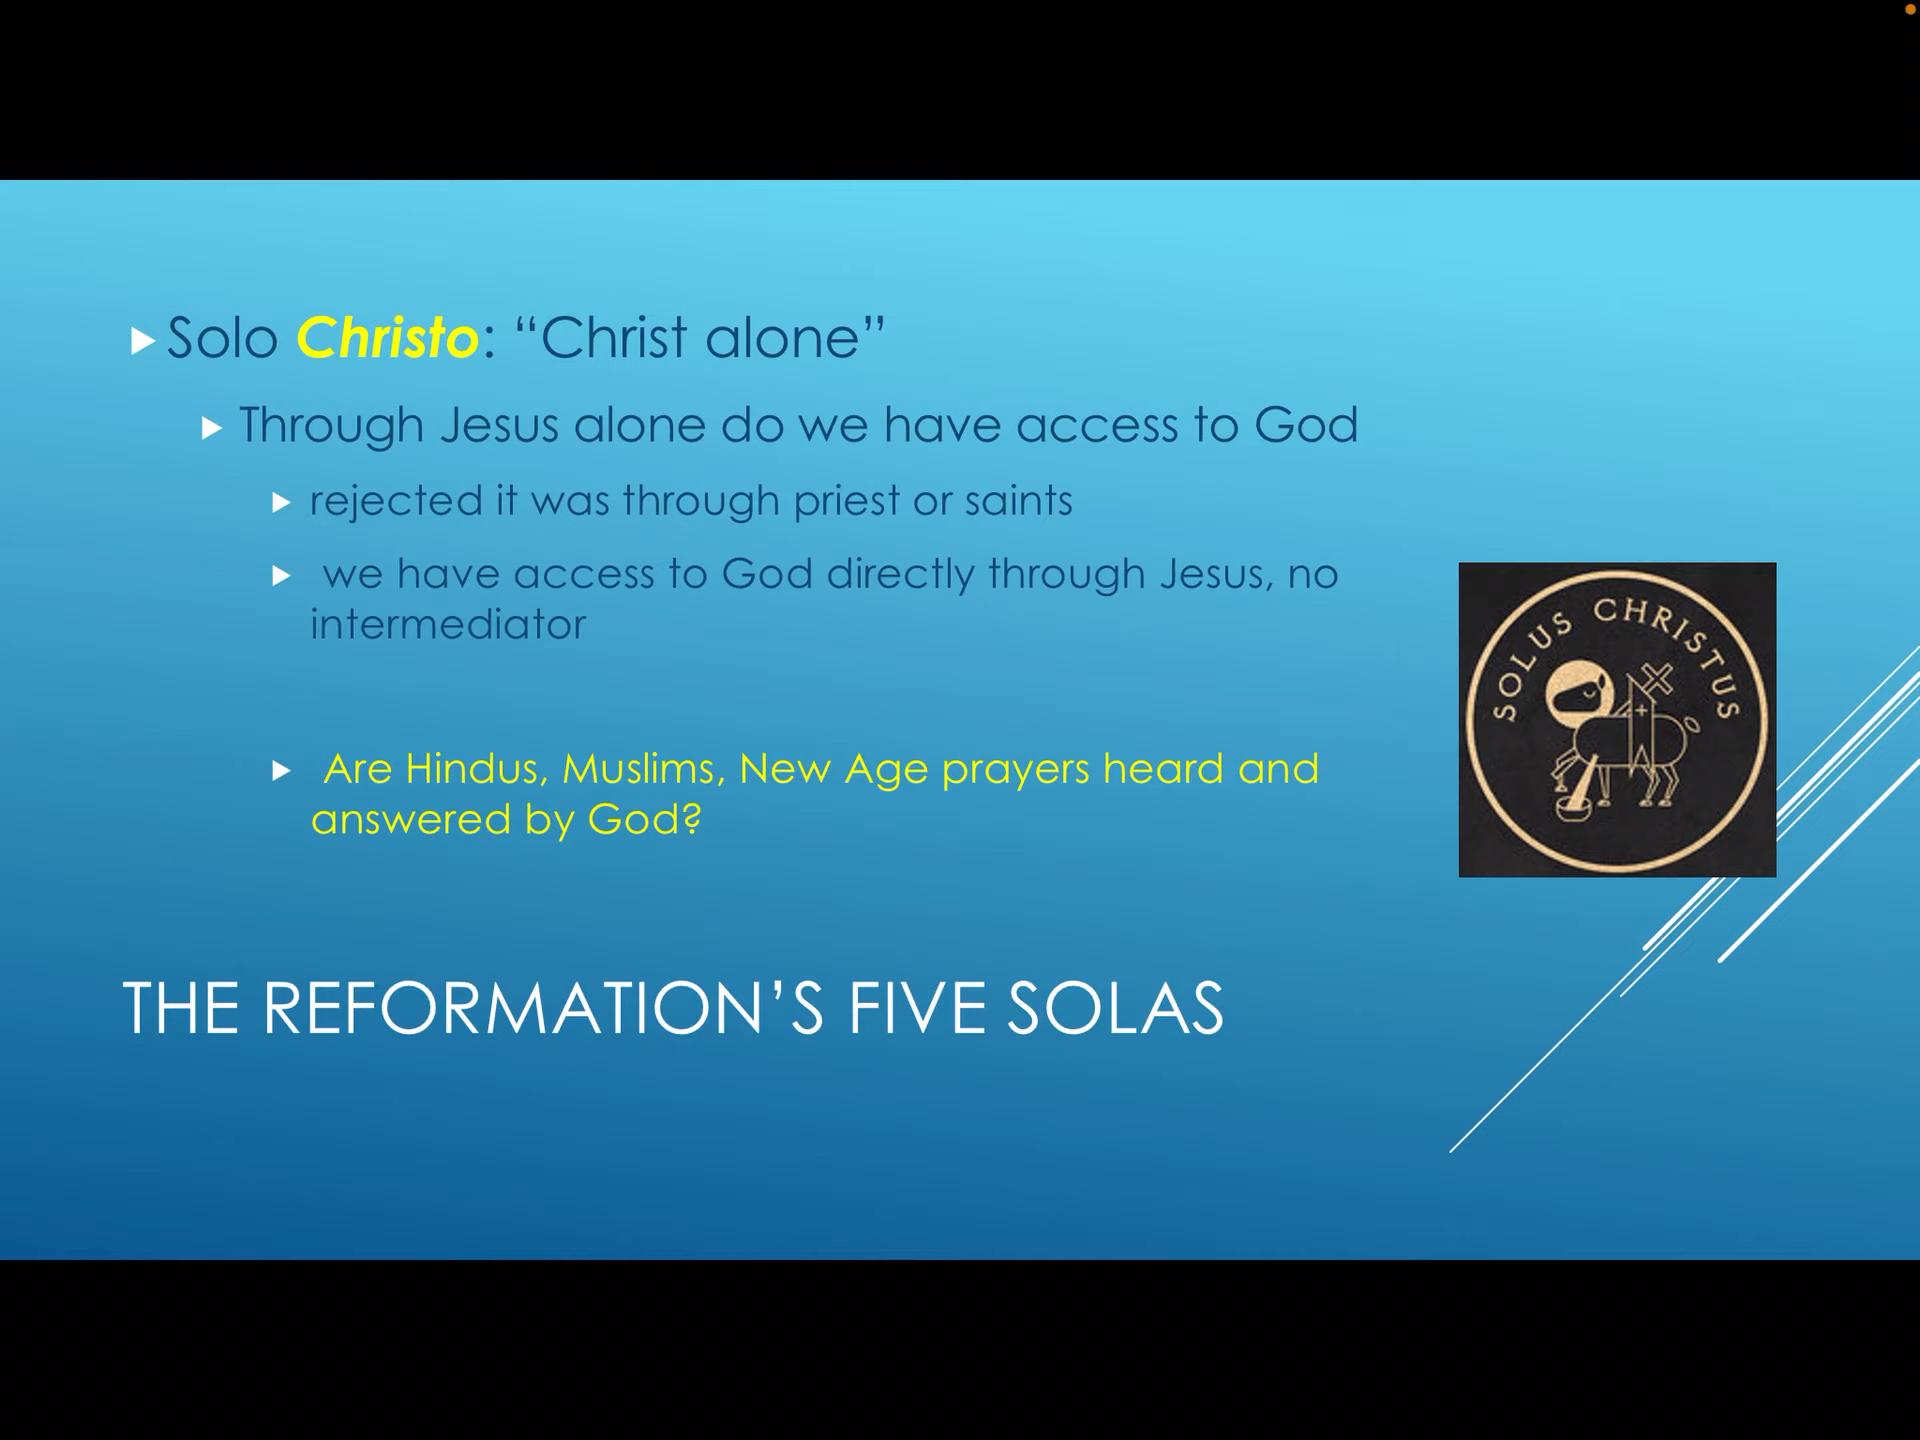 Solo Christo: “Christ alone”
Through Jesus alone do we have access to God
rejected it was through priest or saints
we have access to God directly through Jesus, no
intermediator
Are Hindus, Muslims, New Age prayers heard and
answered by God?
SOLUS CHRISTUS
THE REFORMATION’S FIVE SOLAS